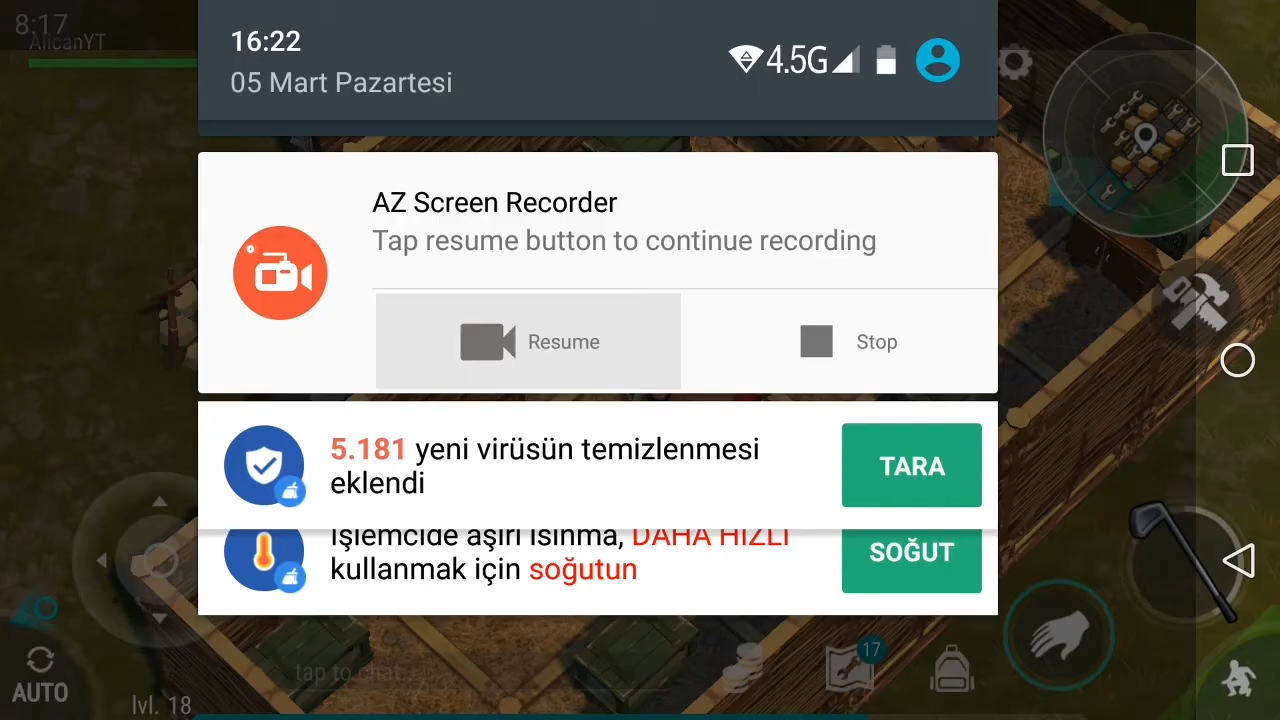 8:17
AlicanYT
16:22
4.5G
05 Mart Pazartesi
AZ Screen Recorder
Tap resume button to continue recording
Resume
Stop
5.181 yeni virüsün temizlenmesi
eklendi
TARA
İşlemcide aşırı ısınma, DAHA HIZLI
kullanmak için soğutun
SOĞUT
tap to chat...
17
AUTO
lvl. 18